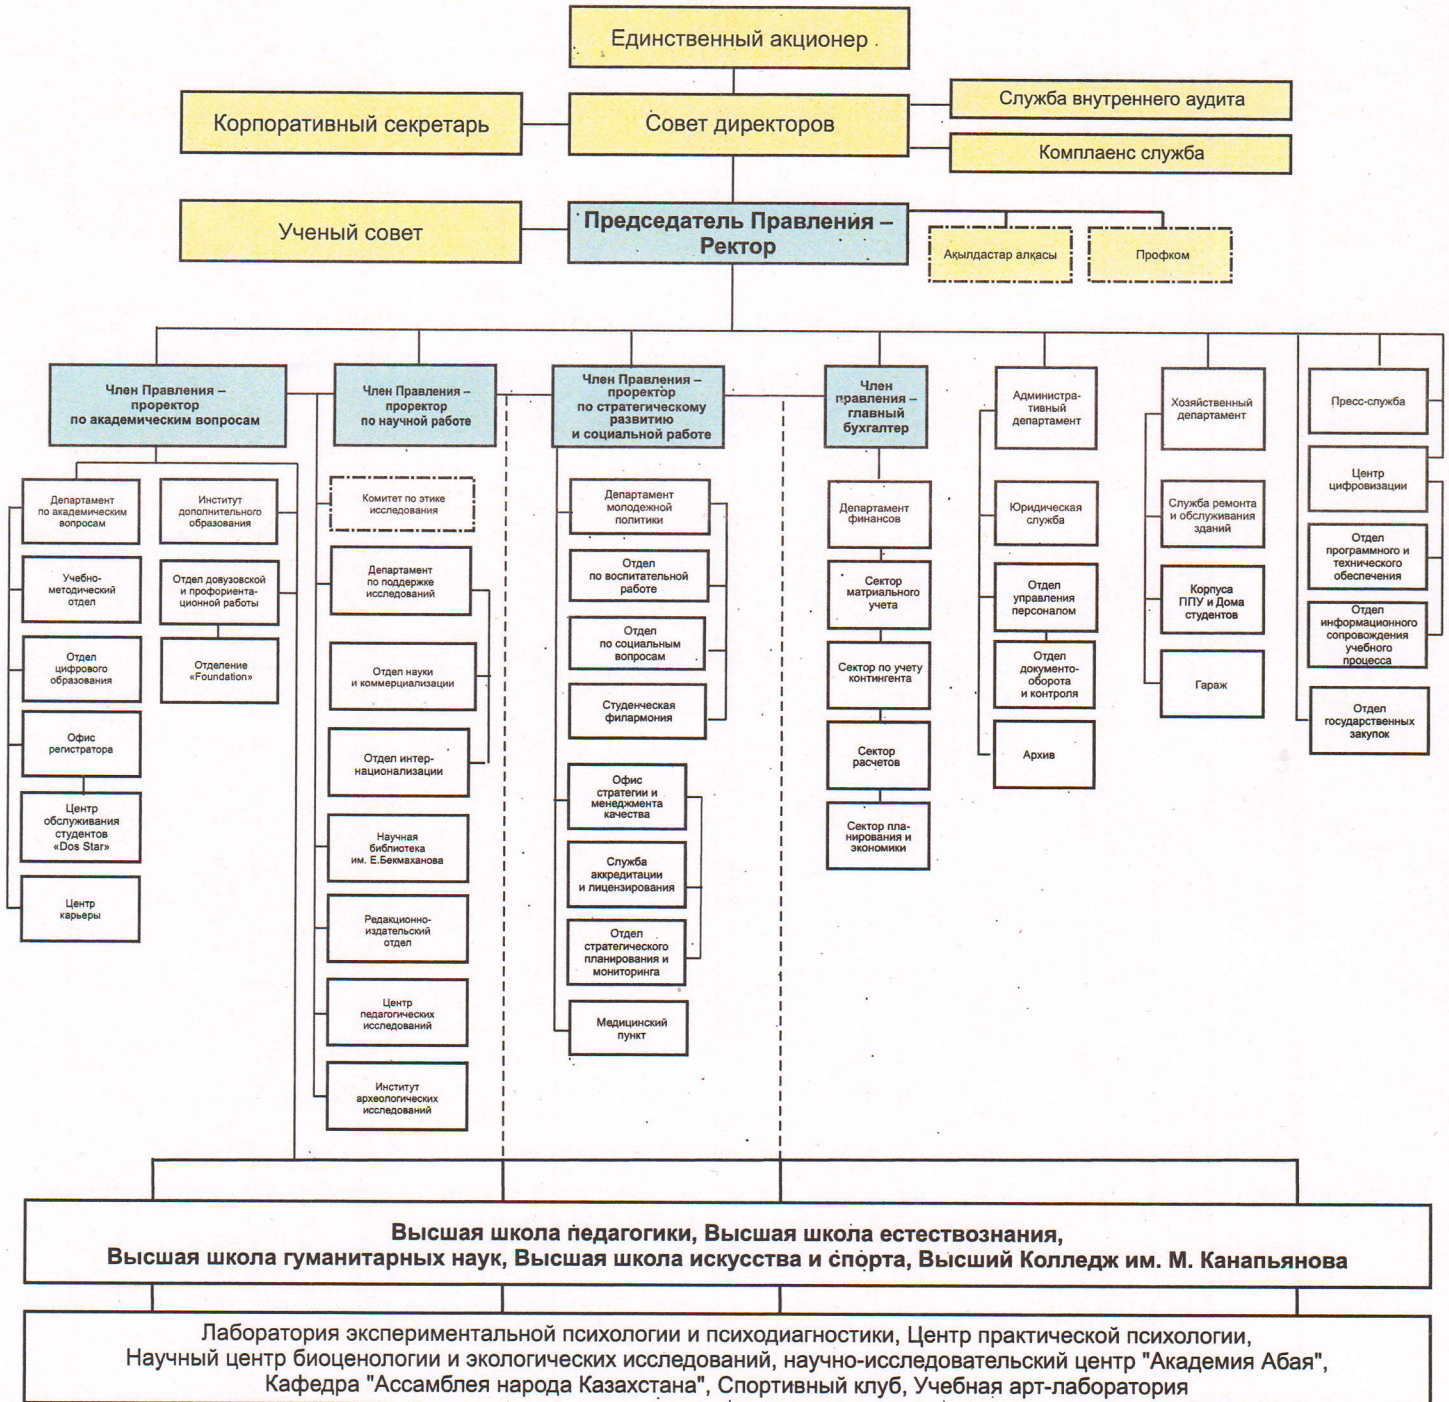 Единственный акционер
Корпоративный секретарь
Совет директоров
Служба внутреннего аудита
Комплаенс служба
Ученый совет
Председатель Правления –
Ректор
Ақылдастар алқасы
Профком
Член Правления –
проректор
по академическим вопросам
Член Правления –
проректор
по научной работе
Член Правления –
проректор
по стратегическому
развитию
и социальной работе
Член
правления –
главный
бухгалтер
Администра-
тивный
департамент
Хозяйственный
департамент
Пресс-служба
Департамент
по академическим
вопросам
Учебно-
методический
отдел
Отдел
цифрового
образования
Офис
регистратора
Центр
обслуживания
студентов
«Dos Star»
Центр
карьеры
Институт
дополнительного
образования
Отдел довузовской
и профориента-
ционной работы
Отделение
«Foundation»
Комитет по этике
исследования
Департамент
по поддержке
исследований
Отдел науки
и коммерциализации
Отдел интер-
национализации
Научная
библиотека
им. Е.Бекмаханова
Редакционно-
издательский
отдел
Центр
педагогических
исследований
Институт
археологических
исследований
Департамент
молодежной
политики
Отдел
по воспитательной
работе
Отдел
по социальным
вопросам
Студенческая
филармония
Офис
стратегии и
менеджмента
качества
Служба
аккредитации
и лицензирования
Отдел
стратегического
планирования и
мониторинга
Медицинский
пункт
Департамент
финансов
Сектор
матриального
учета
Сектор по учету
контингента
Сектор
расчетов
Сектор пла-
нирования и
экономики
Юридическая
служба
Отдел
управления
персоналом
Отдел
документо-
оборота
и контроля
Архив
Служба ремонта
и обслуживания
зданий
Корпуса
ППУ и Дома
студентов
Гараж
Центр
цифровизации
Отдел
программного и
технического
обеспечения
Отдел
информационного
сопровождения
учебного
процесса
Отдел
государственных
закупок
Высшая школа педагогики, Высшая школа естествознания,
Высшая школа гуманитарных наук, Высшая школа искусства и спорта, Высший Колледж им. М. Канапьянова
Лаборатория экспериментальной психологии и психодиагностики, Центр практической психологии,
Научный центр биоценологии и экологических исследований, научно-исследовательский центр "Академия Абая",
Кафедра "Ассамблея народа Казахстана", Спортивный клуб, Учебная арт-лаборатория